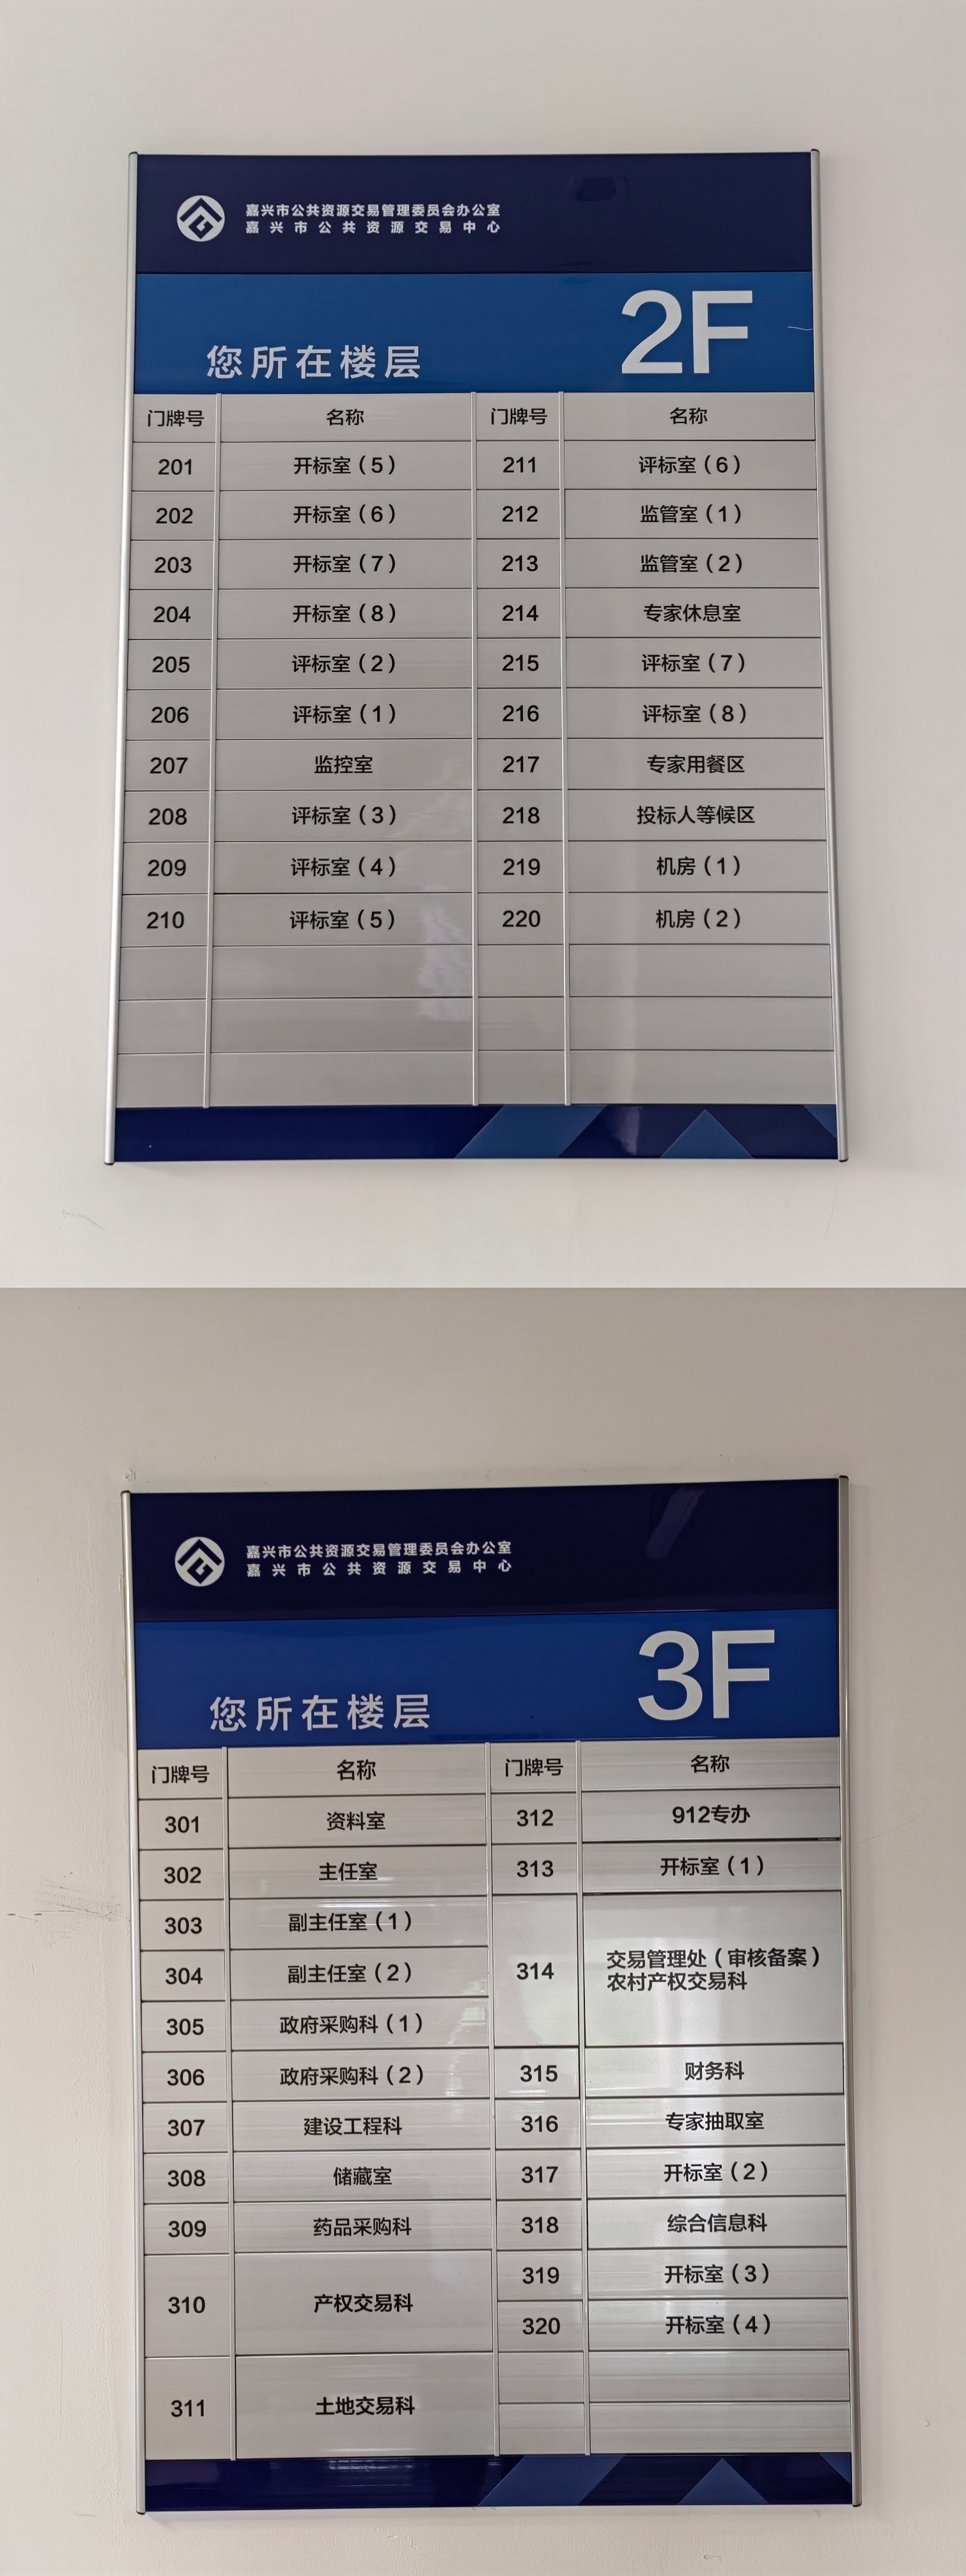 嘉兴市公共资源交易管理委员会办公室
嘉兴市公共资源交易中心
您所在楼层 2F
门牌号 名称 门牌号 名称
201 开标室（5） 211 评标室（6）
202 开标室（6） 212 监管室（1）
203 开标室（7） 213 监管室（2）
204 开标室（8） 214 专家休息室
205 评标室（2） 215 评标室（7）
206 评标室（1） 216 评标室（8）
207 监控室 217 专家用餐区
208 评标室（3） 218 投标人等候区
209 评标室（4） 219 机房（1）
210 评标室（5） 220 机房（2）
嘉兴市公共资源交易管理委员会办公室
嘉兴市公共资源交易中心
您所在楼层 3F
门牌号 名称 门牌号 名称
301 资料室 312 912专办
302 主任室 313 开标室（1）
303 副主任室（1）
304 副主任室（2） 314 交易管理处（审核备案）
农村产权交易科
305 政府采购科（1）
306 政府采购科（2） 315 财务科
307 建设工程科 316 专家抽取室
308 储藏室 317 开标室（2）
309 药品采购科 318 综合信息科
310 产权交易科 319 开标室（3）
320 开标室（4）
311 土地交易科